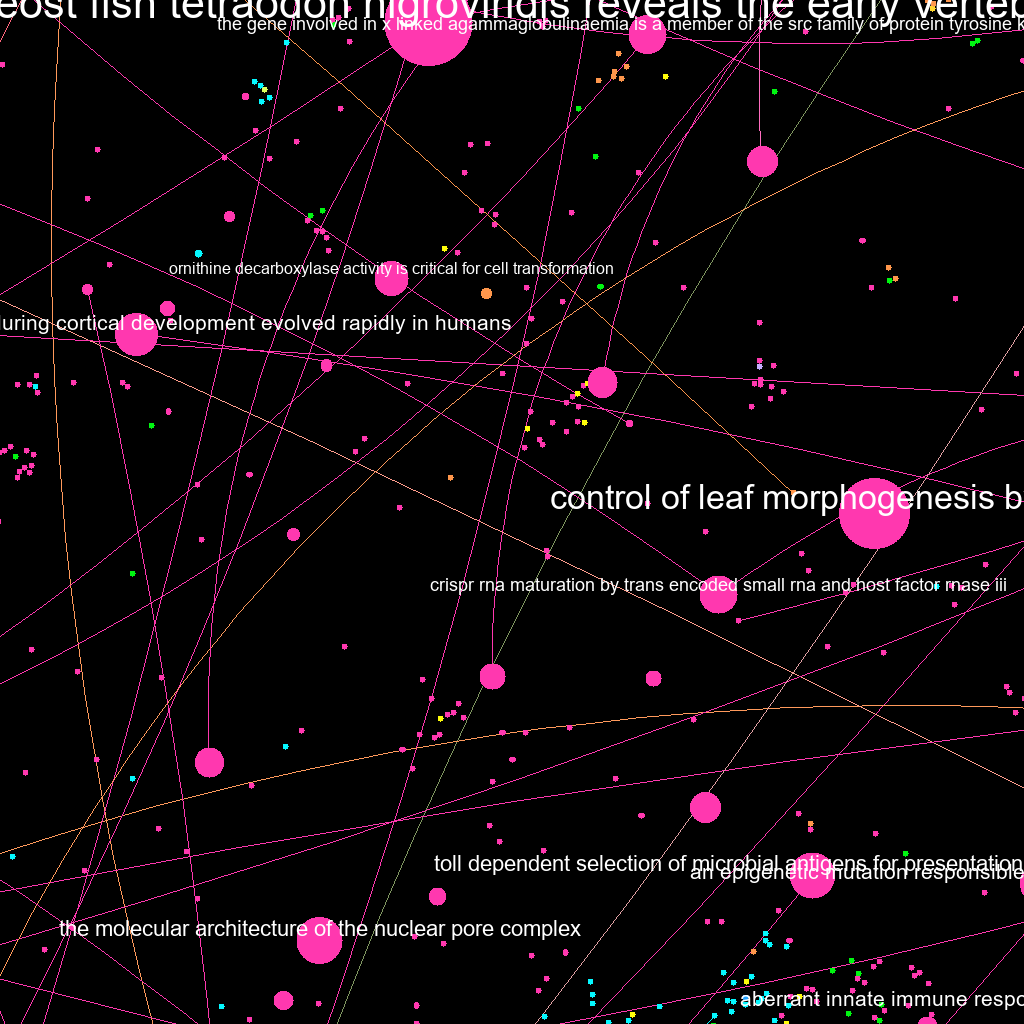 eost fish tetraodon nigroviridis reveals the early verteb
the gene involved in x linked agammaglobulinaemia is a member of the src family of protein tyrosine k
ornithine decarboxylase activity is critical for cell transformation
during cortical development evolved rapidly in humans
control of leaf morphogenesis b
crispr rna maturation by trans encoded small rna and host factor rnase iii
toll dependent selection of microbial antigens for presentation
an epigenetic mutation responsible
the molecular architecture of the nuclear pore complex
aberrant innate immune respo